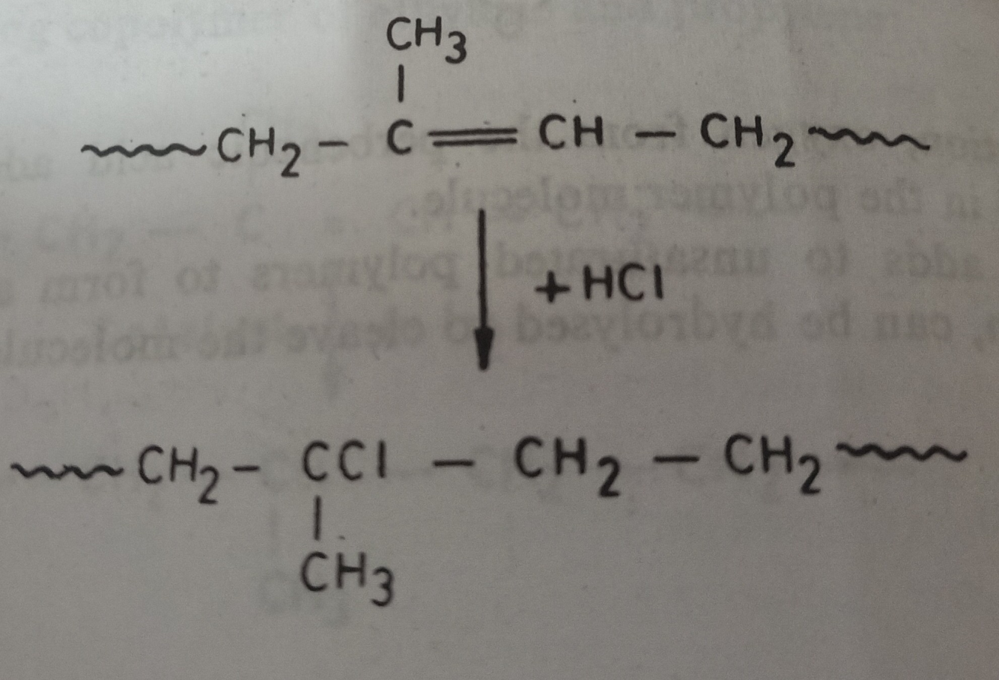 CH3
CH2 – C = CH – CH2
+ HCl
CH2 – CCl – CH2 – CH2
CH3